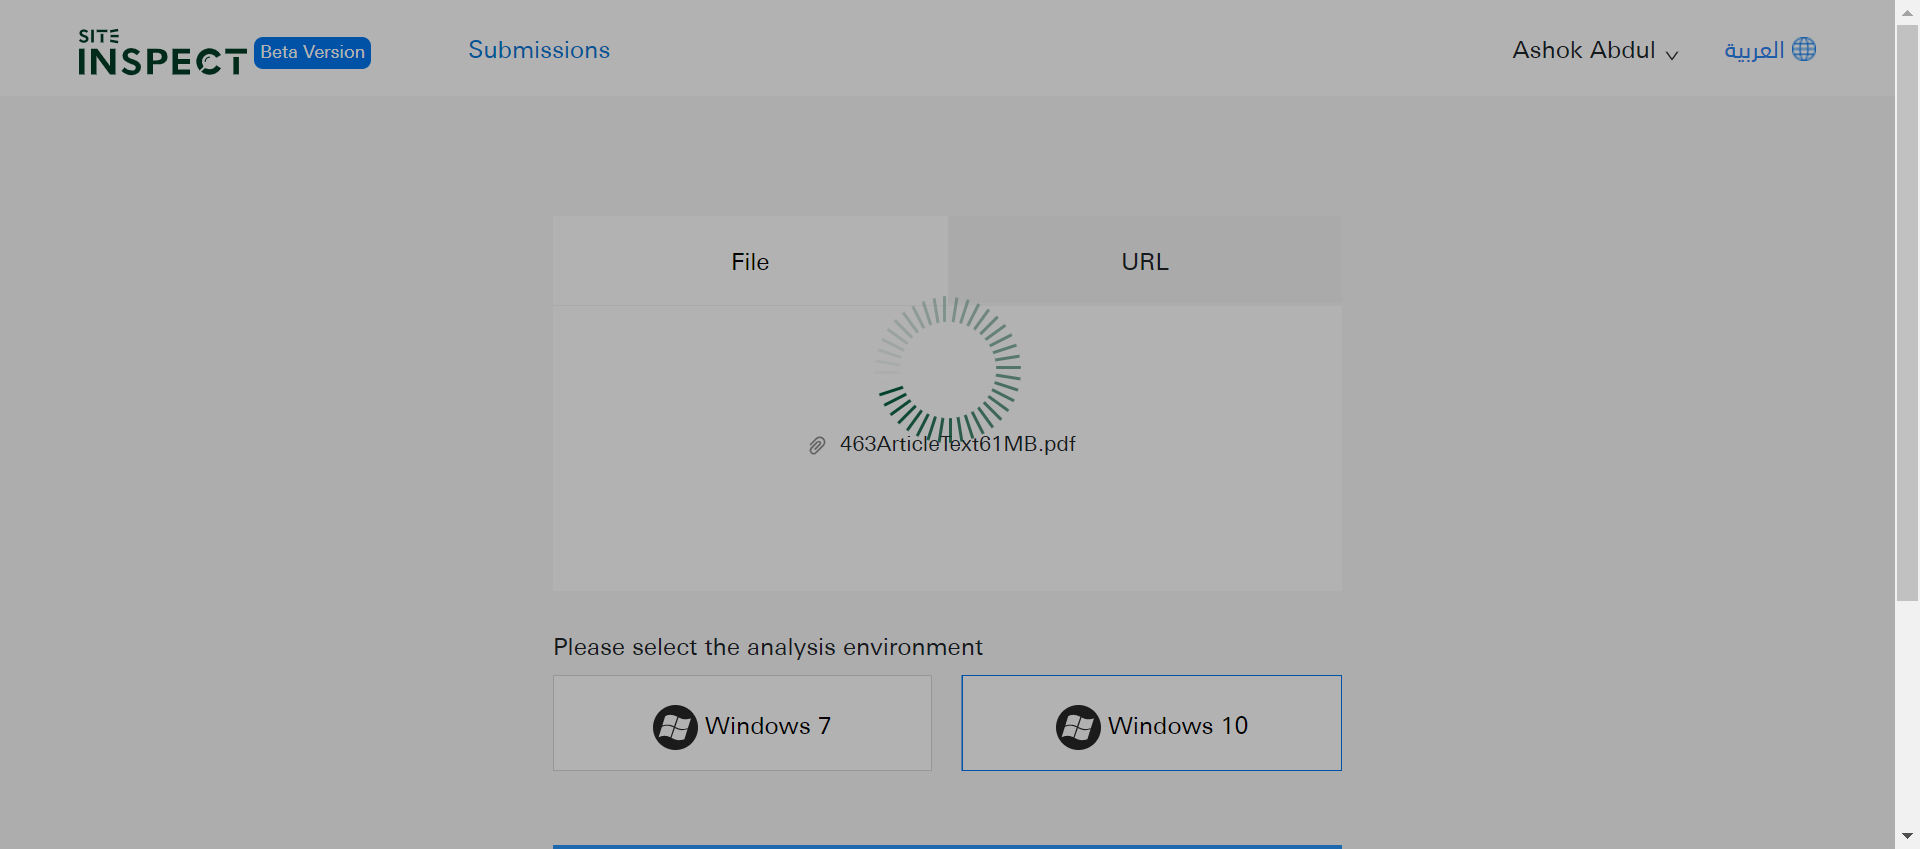 SITE
INSPECT
Beta Version
Submissions
Ashok Abdul
العربية
File
URL
463ArticleText61MB.pdf
Please select the analysis environment
Windows 7
Windows 10